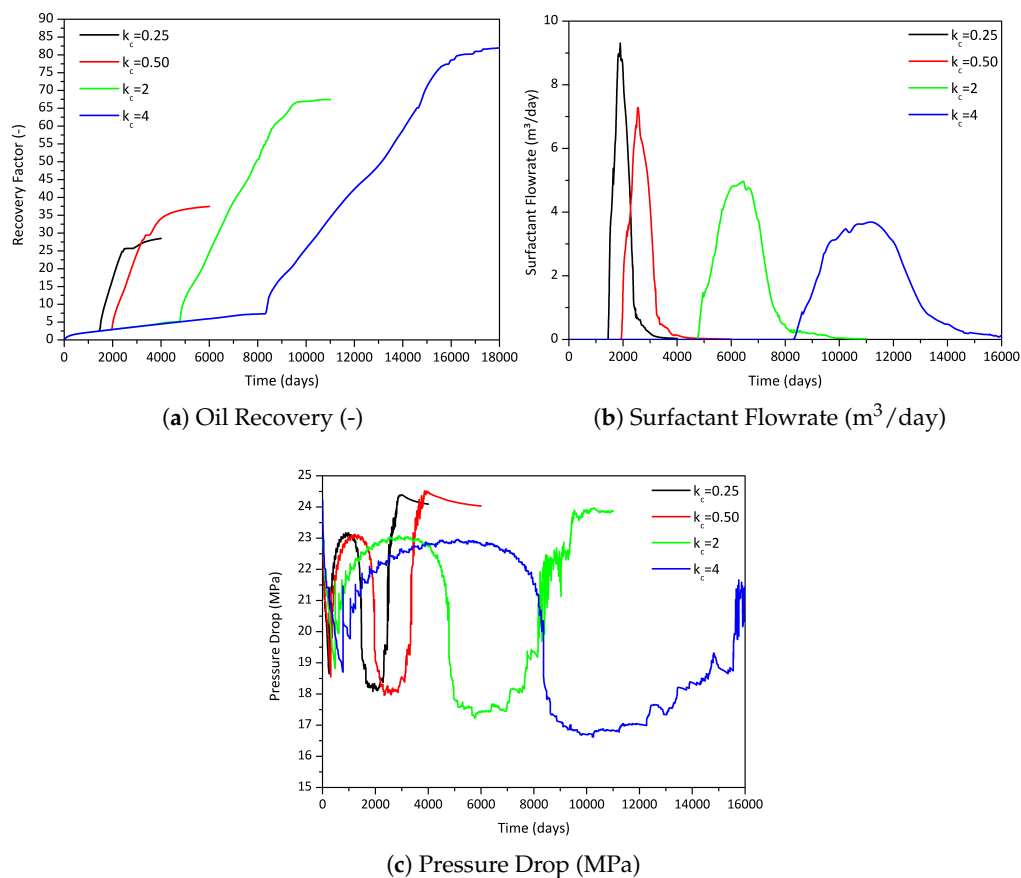 90
85
80
75
70
65
60
55
50
45
40
35
30
25
20
15
10
5
0
Recovery Factor (-)
k_c=0.25
k_c=0.50
k_c=2
k_c=4
0 2000 4000 6000 8000 10000 12000 14000 16000 18000
Time (days)
(a) Oil Recovery (-)
10
8
6
4
2
0
Surfactant Flowrate (m³/day)
k_c=0.25
k_c=0.50
k_c=2
k_c=4
0 2000 4000 6000 8000 10000 12000 14000 16000
Time (days)
(b) Surfactant Flowrate (m³/day)
25
24
23
22
21
20
19
18
17
16
15
Pressure Drop (MPa)
k_c=0.25
k_c=0.50
k_c=2
k_c=4
0 2000 4000 6000 8000 10000 12000 14000 16000
Time (days)
(c) Pressure Drop (MPa)